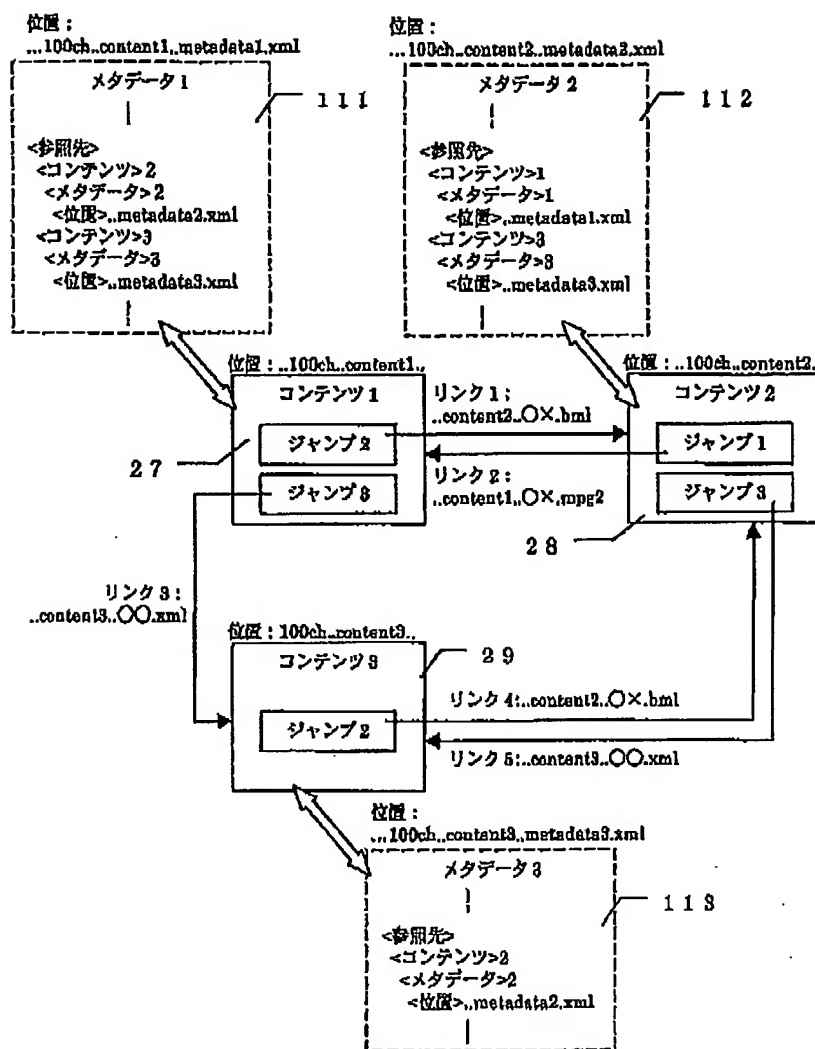 位置：
...100ch..content1..metadata1.xml
メタデータ1
111
<参照先>
<コンテンツ>2
<メタデータ>2
<位置>..metadata2.xml
<コンテンツ>3
<メタデータ>3
<位置>..metadata3.xml
位置：
...100ch..content2..metadata2.xml
メタデータ2
112
<参照先>
<コンテンツ>1
<メタデータ>1
<位置>..metadata1.xml
<コンテンツ>3
<メタデータ>3
<位置>..metadata3.xml
位置：..100ch..content1..
コンテンツ1
ジャンプ2
ジャンプ3
27
リンク1：
..content2..○×.bml
リンク2：
..content1..○×.mpg2
位置：..100ch..content2.
コンテンツ2
ジャンプ1
ジャンプ3
28
リンク3：
..content3..○○.xml
位置：100ch..content3..
コンテンツ3
29
ジャンプ2
リンク4:..content2..○×.bml
リンク5:..content3..○○.xml
位置：
...100ch..content3..metadata3.xml
メタデータ3
113
<参照先>
<コンテンツ>2
<メタデータ>2
<位置>..metadata2.xml